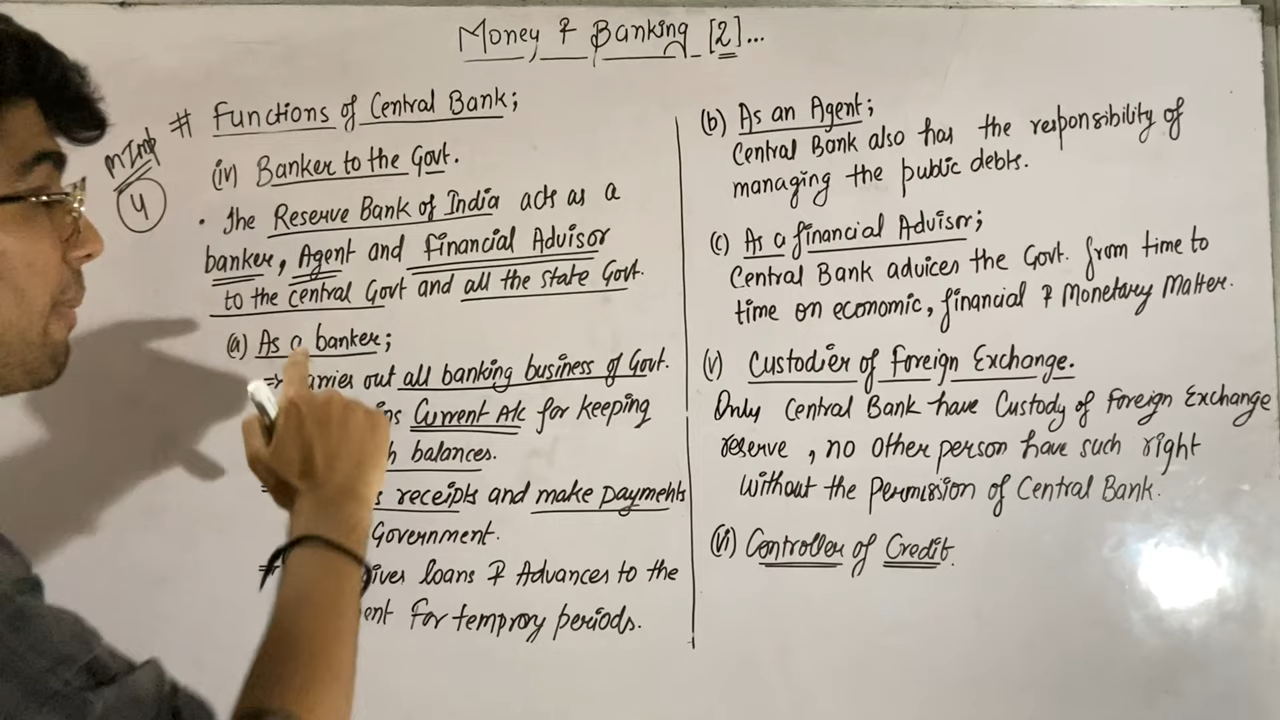 Money & Banking [2]...
# Functions of Central Bank;
M Imp
4
(iv) Banker to the Govt.
• The Reserve Bank of India acts as a
banker, Agent and financial Advisor
to the central Govt and all the state Govt.
(a) As a banker;
⇒ carries out all banking business of Govt.
Current A/c for keeping
balances.
receipts and make payments
Government.
gives loans & Advances to the
for temprory periods.
(b) As an Agent;
Central Bank also has the responsibility of
managing the public debts.
(c) As a financial Advisor;
Central Bank advices the Govt. from time to
time on economic, financial & Monetary Matter.
(v) Custodier of Foreign Exchange.
Only Central Bank have Custody of Foreign Exchange
reserve, no other person have such right
without the permission of Central Bank.
(vi) Controller of Credit.